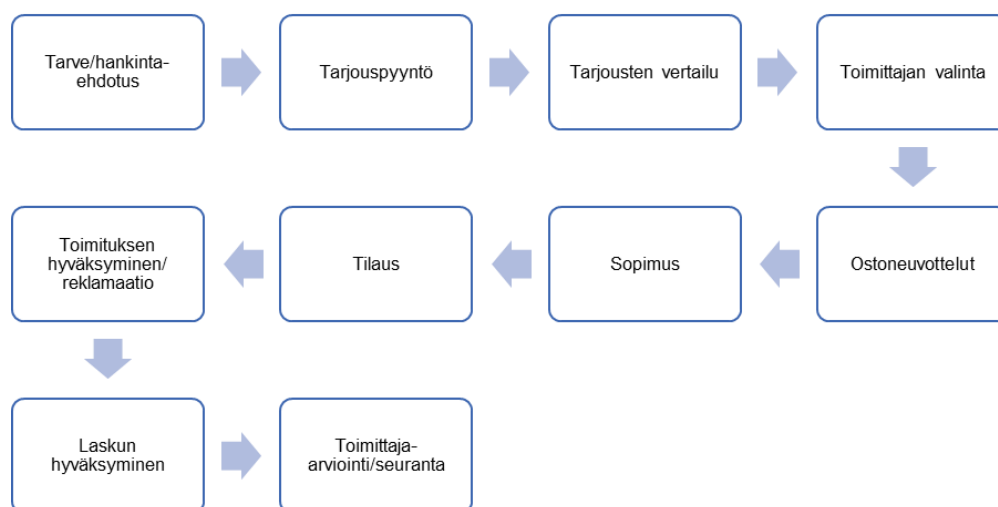 Tarve/hankinta-
ehdotus
Tarjouspyyntö
Tarjousten vertailu
Toimittajan valinta
Ostoneuvottelut
Sopimus
Tilaus
Toimituksen
hyväksyminen/
reklamaatio
Laskun
hyväksyminen
Toimittaja-
arviointi/seuranta